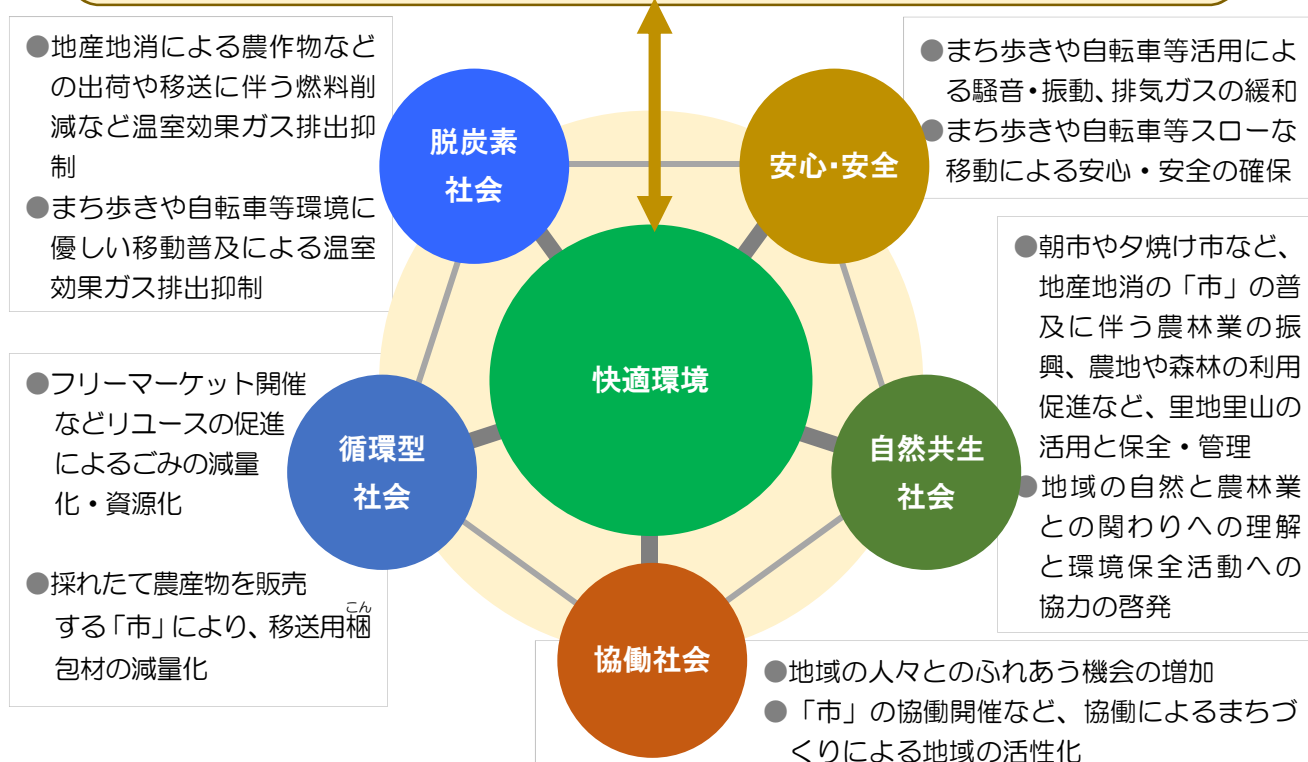 ●地産地消による農作物など
の出荷や移送に伴う燃料削
減など温室効果ガス排出抑
制
●まち歩きや自転車等環境に
優しい移動普及による温室
効果ガス排出抑制
脱炭素
社会
安心・安全
●まち歩きや自転車等活用によ
る騒音・振動、排気ガスの緩和
●まち歩きや自転車等スローな
移動による安心・安全の確保
●朝市や夕焼け市など、
地産地消の「市」の普
及に伴う農林業の振
興、農地や森林の利用
促進など、里地里山の
活用と保全・管理
●地域の自然と農林業
との関わりへの理解
と環境保全活動への
協力の啓発
快適環境
●フリーマーケット開催
などリユースの促進
によるごみの減量
化・資源化
●採れたて農産物を販売
する「市」により、移送用梱
こん
包材の減量化
循環型
社会
自然共生
社会
協働社会
●地域の人々とのふれあう機会の増加
●「市」の協働開催など、協働によるまちづ
くりによる地域の活性化